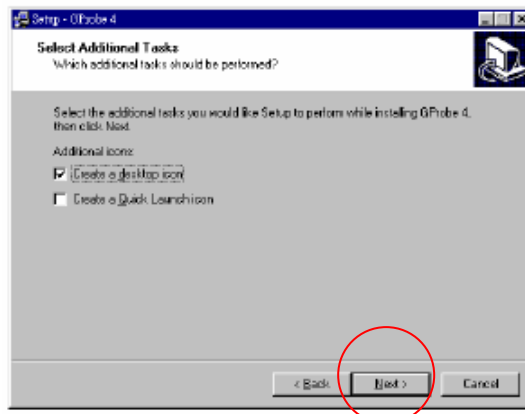 Setup - GProbe 4
Select Additional Tasks
Which additional tasks should be performed?
Select the additional tasks you would like Setup to perform while installing GProbe 4,
then click Next.
Additional icons:
Create a desktop icon
Create a Quick Launch icon
< Back
Next >
Cancel